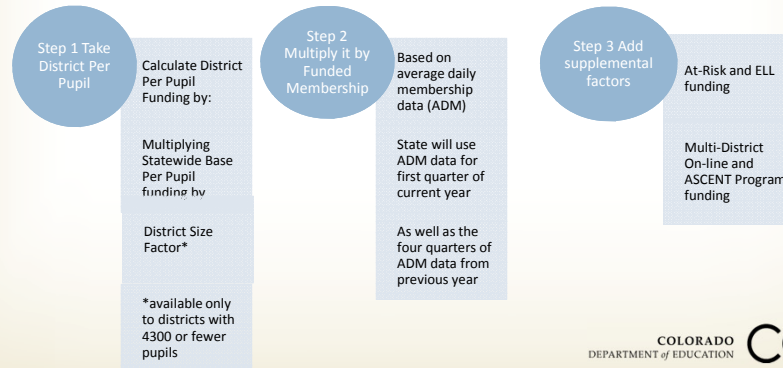 Step 1 Take
District Per
Pupil
Calculate District
Per Pupil
Funding by:
Multiplying
Statewide Base
Per Pupil
funding by
District Size
Factor*
*available only
to districts with
4300 or fewer
pupils
Step 2
Multiply it by
Funded
Membership
Based on
average daily
membership
data (ADM)
State will use
ADM data for
first quarter of
current year
As well as the
four quarters of
ADM data from
previous year
Step 3 Add
supplemental
factors
At-Risk and ELL
funding
Multi-District
On-line and
ASCENT Program
funding
COLORADO
DEPARTMENT of EDUCATION